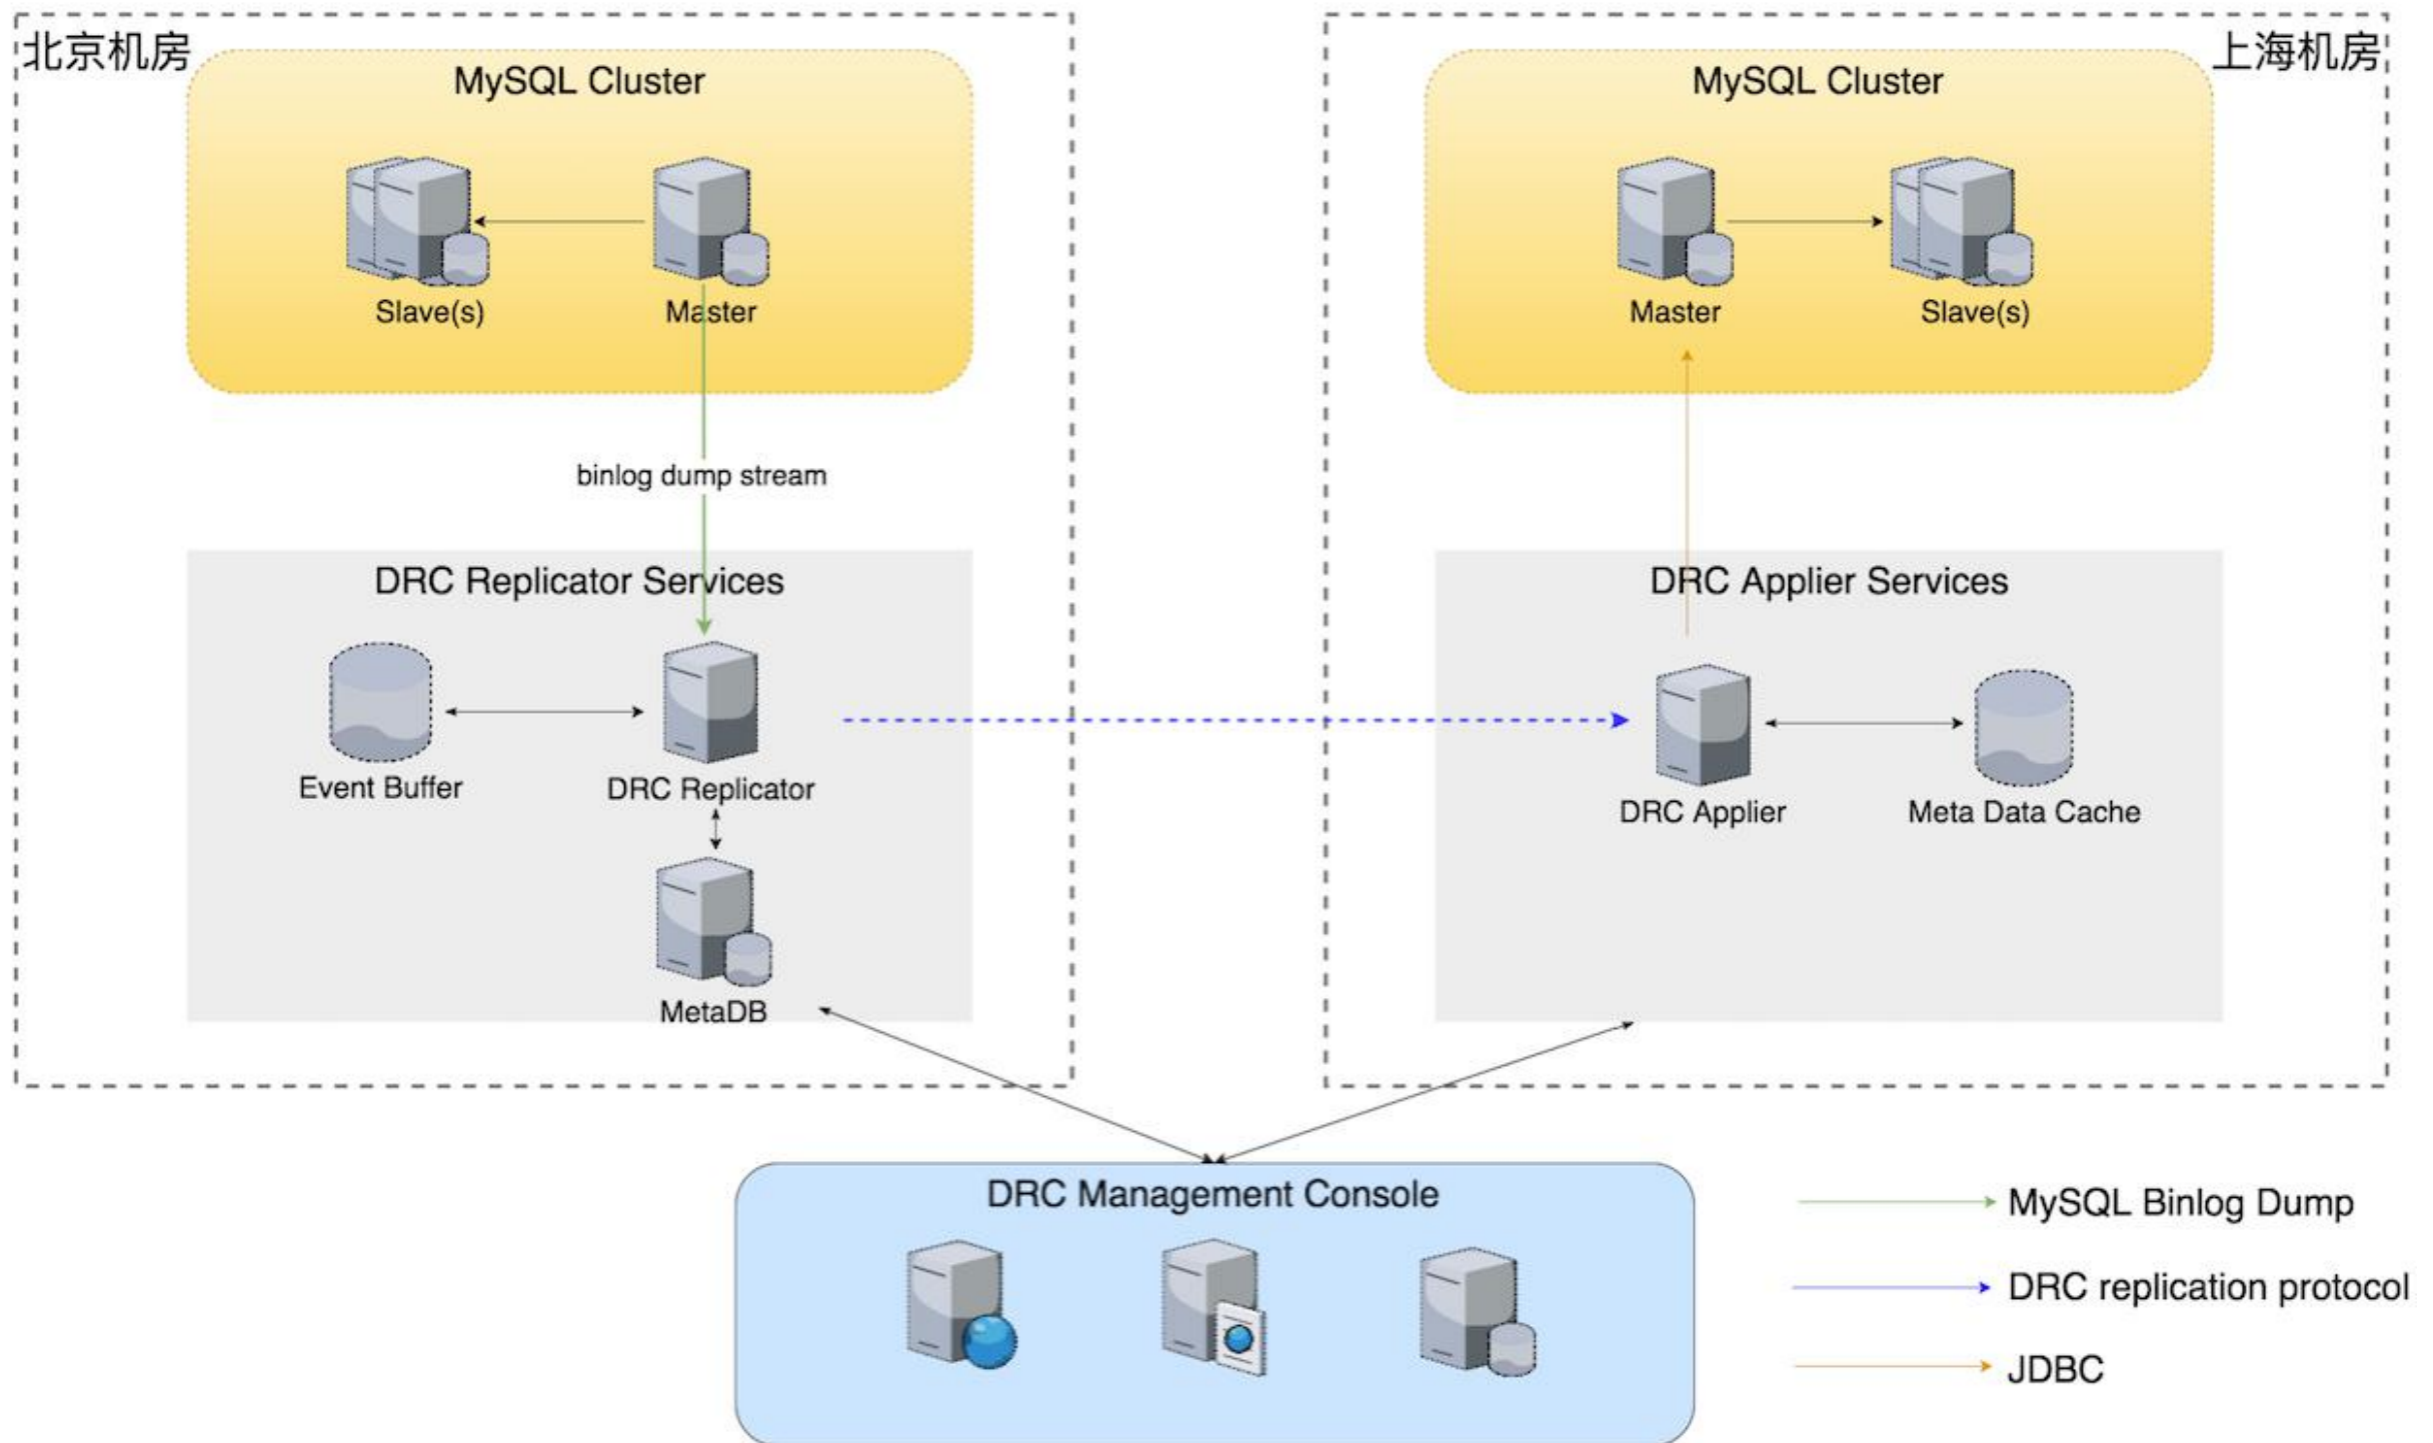 北京机房
MySQL Cluster
Slave(s)
Master
binlog dump stream
DRC Replicator Services
Event Buffer
DRC Replicator
MetaDB
上海机房
MySQL Cluster
Master
Slave(s)
DRC Applier Services
DRC Applier
Meta Data Cache
DRC Management Console
MySQL Binlog Dump
DRC replication protocol
JDBC